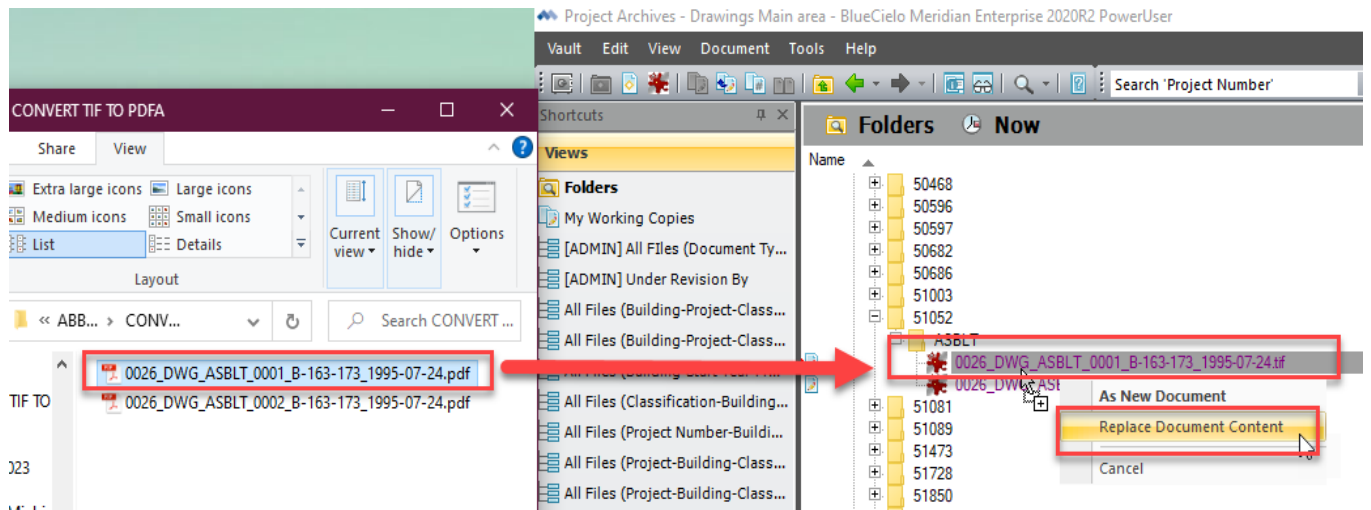 CONVERT TIF TO PDFA
Share View
Extra large icons Large icons
Medium icons Small icons
List Details
Current view
Show/ hide
Options
Layout
« ABB... > CONV...
Search CONVERT ...
0026_DWG_ASBLT_0001_B-163-173_1995-07-24.pdf
TIF TO
0026_DWG_ASBLT_0002_B-163-173_1995-07-24.pdf
023
Project Archives - Drawings Main area - BlueCielo Meridian Enterprise 2020R2 PowerUser
Vault Edit View Document Tools Help
Search 'Project Number'
Shortcuts
Views
Folders
My Working Copies
[ADMIN] All FIles (Document Ty...
[ADMIN] Under Revision By
All Files (Building-Project-Class...
All Files (Building-Project-Class...
All Files (Classification-Building...
All Files (Project Number-Buildi...
All Files (Project-Building-Class...
All Files (Project-Building-Class...
Folders Now
Name
50468
50596
50597
50682
50686
51003
51052
ASBLT
0026_DWG_ASBLT_0001_B-163-173_1995-07-24.tif
0026_DWG_ASE
51081
51089
51473
51728
51850
As New Document
Replace Document Content
Cancel